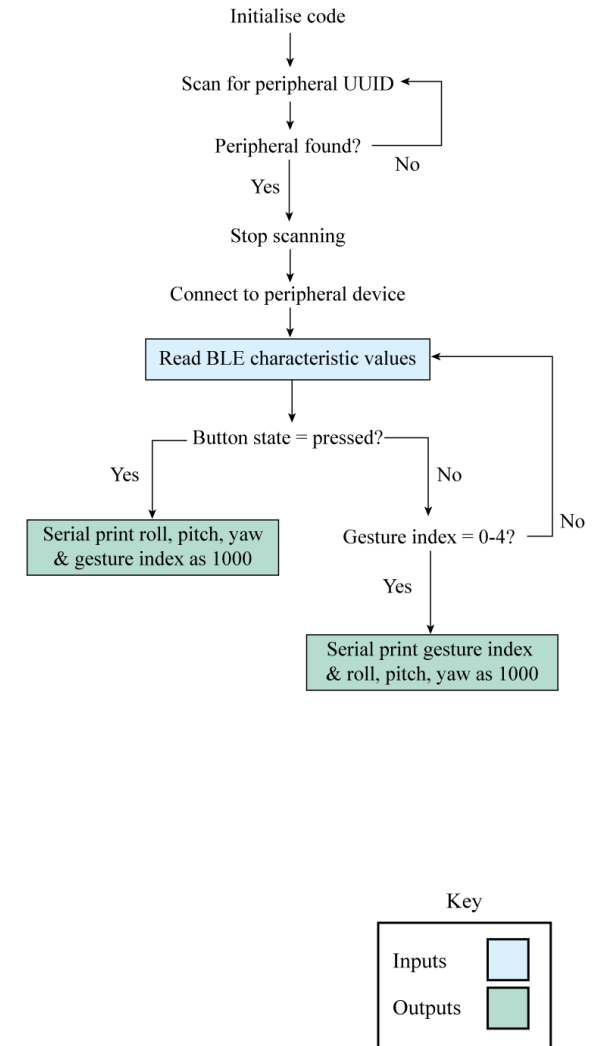 Initialise code
Scan for peripheral UUID
Peripheral found?
No
Yes
Stop scanning
Connect to peripheral device
Read BLE characteristic values
Button state = pressed?
Yes
No
Serial print roll, pitch, yaw
& gesture index as 1000
Gesture index = 0-4?
No
Yes
Serial print gesture index
& roll, pitch, yaw as 1000
Key
Inputs
Outputs